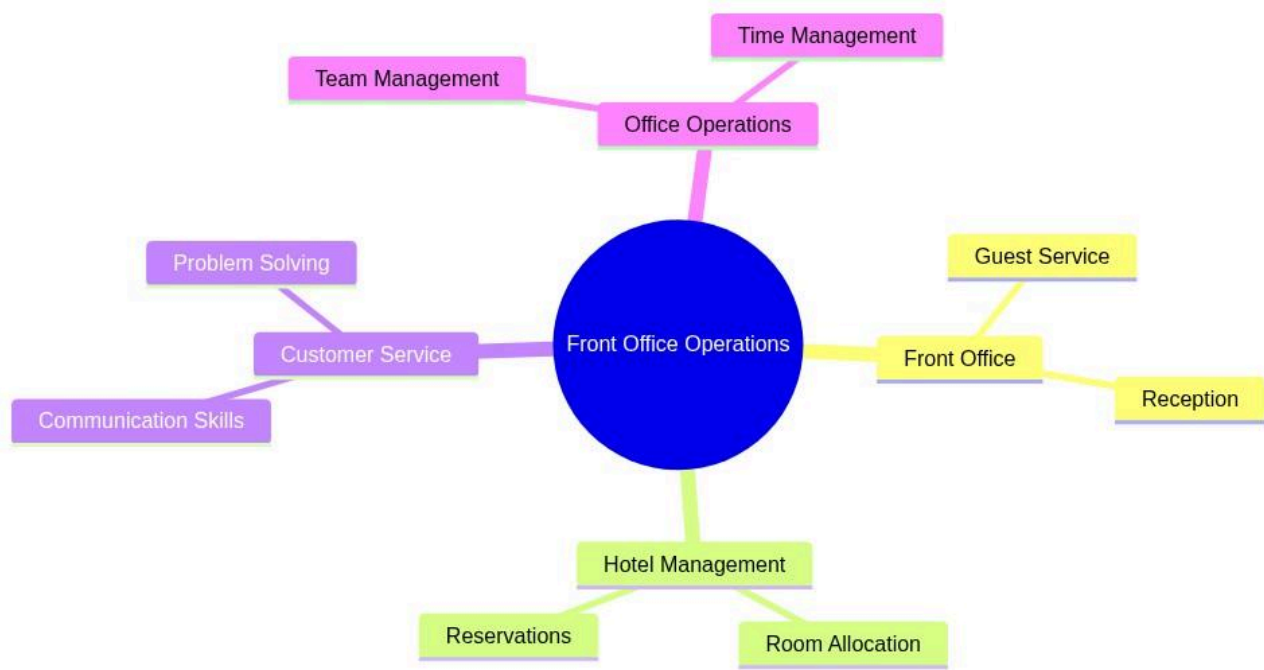 Time Management
Team Management
Office Operations
Problem Solving
Guest Service
Customer Service
Front Office Operations
Front Office
Communication Skills
Reception
Hotel Management
Reservations
Room Allocation